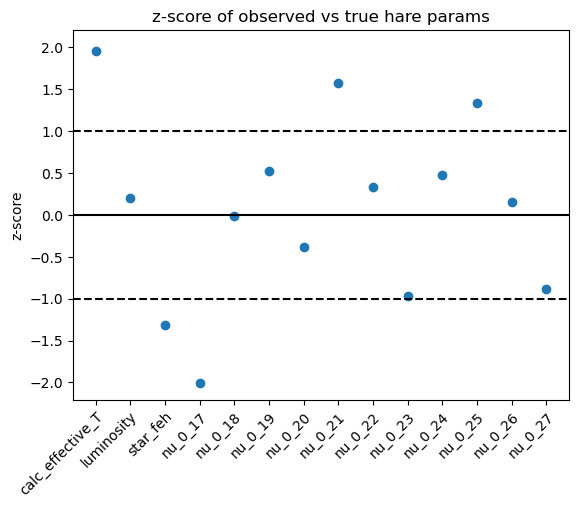 z-score of observed vs true hare params
z-score
2.0
1.5
1.0
0.5
0.0
−0.5
−1.0
−1.5
−2.0
calc_effective_T
luminosity
star_feh
nu_0_17
nu_0_18
nu_0_19
nu_0_20
nu_0_21
nu_0_22
nu_0_23
nu_0_24
nu_0_25
nu_0_26
nu_0_27